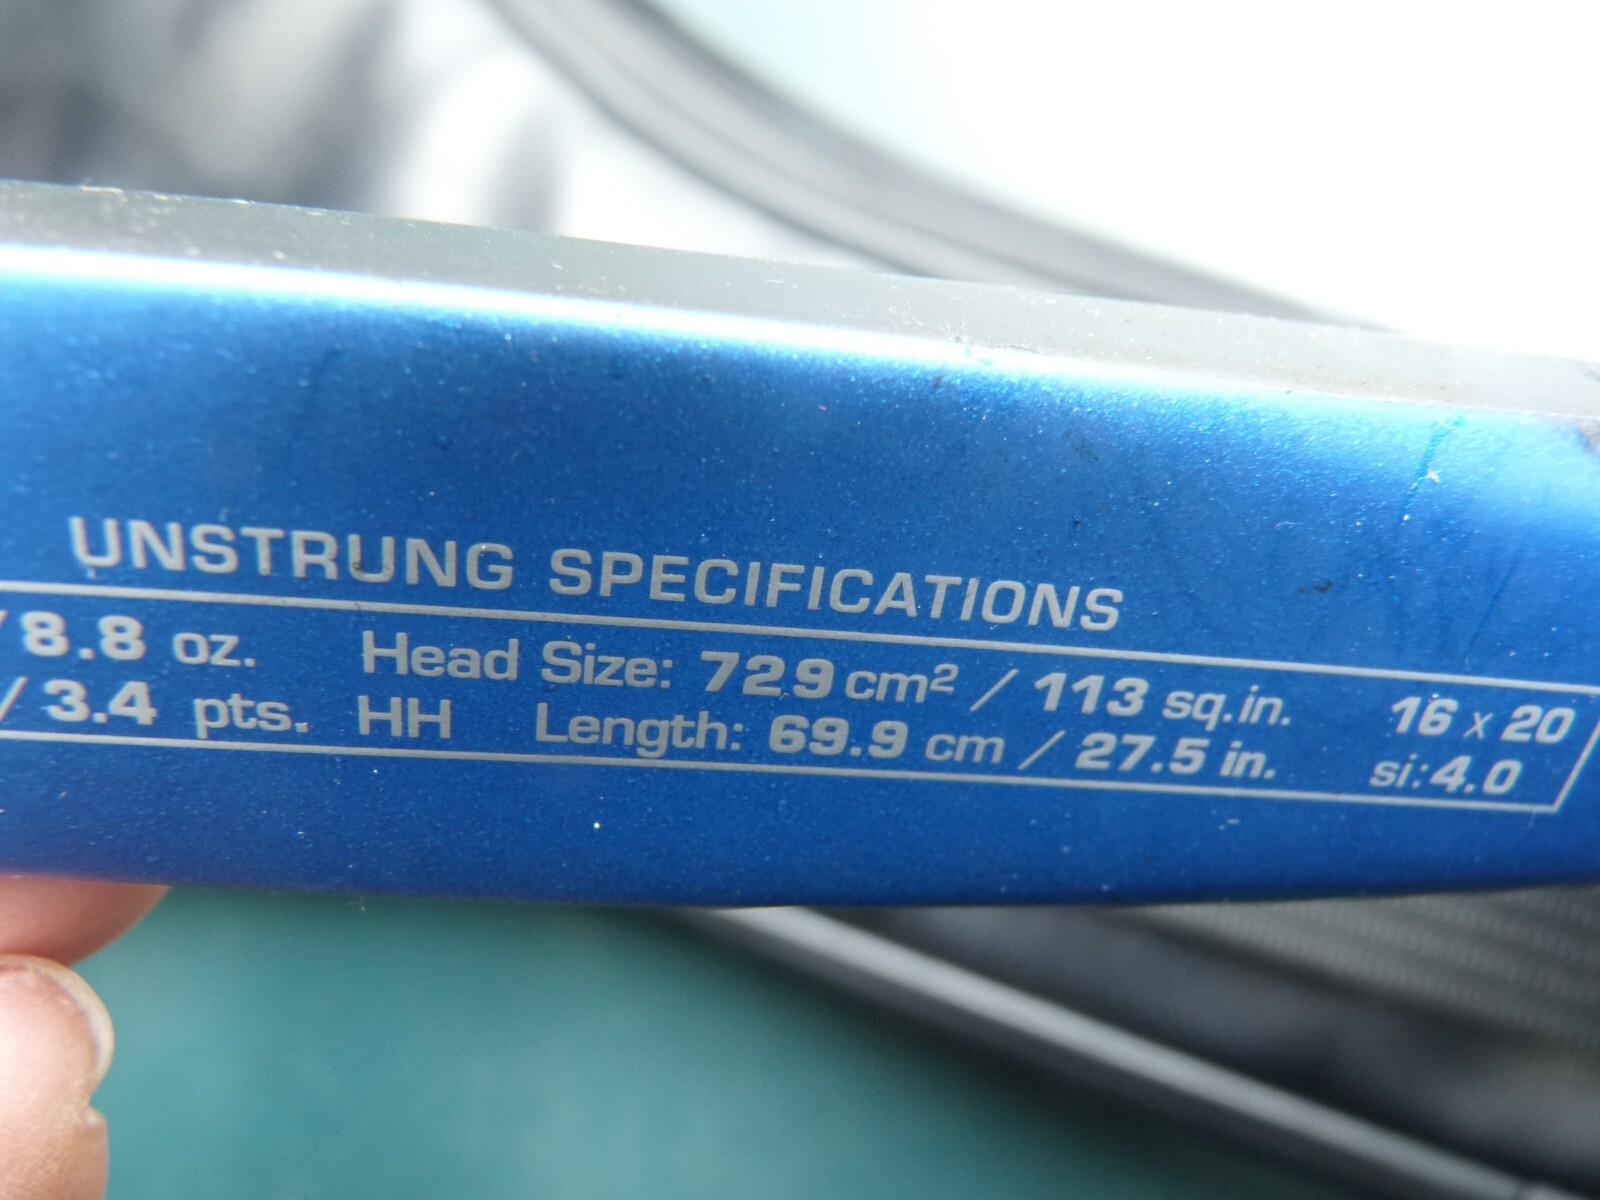 UNSTRUNG SPECIFICATIONS
/8.8 oz. Head Size: 729 cm² / 113 sq.in. 16 x 20
/3.4 pts. HH Length: 69.9 cm / 27.5 in. si:4.0